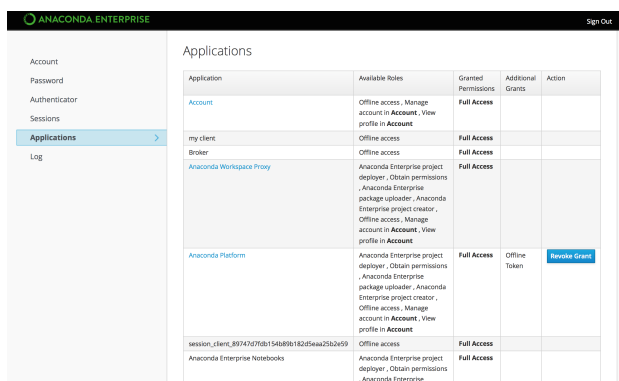 ANACONDA ENTERPRISE
Sign Out
Account
Password
Authenticator
Sessions
Applications
Log
Applications
Application
Available Roles
Granted
Permissions
Additional
Grants
Action
Account
Offline access , Manage
account in Account , View
profile in Account
Full Access
my client
Offline access
Full Access
Broker
Offline access
Full Access
Anaconda Workspace Proxy
Anaconda Enterprise project
deployer , Obtain permissions
, Anaconda Enterprise
package uploader , Anaconda
Enterprise project creator ,
Offline access , Manage
account in Account , View
profile in Account
Full Access
Anaconda Platform
Anaconda Enterprise project
deployer , Obtain permissions
, Anaconda Enterprise
package uploader , Anaconda
Enterprise project creator ,
Offline access , Manage
account in Account , View
profile in Account
Full Access
Offline
Token
Revoke Grant
session_client_89747d7fdb154b89b182d5eaa25b2e59
Offline access
Full Access
Anaconda Enterprise Notebooks
Anaconda Enterprise project
deployer , Obtain permissions
, Anaconda Enterprise
Full Access